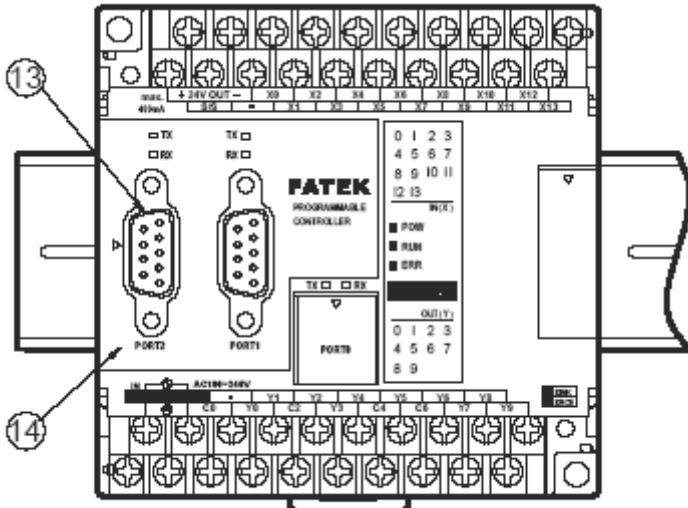 max. + 24V OUT − X0 X2 X4 X6 X8 X10 X12
400mA S/S X1 X3 X5 X7 X9 X11 X13
13
TX TX
RX RX
0 1 2 3
4 5 6 7
8 9 10 11
12 13
IN(X)
FATEK
PROGRAMMABLE
CONTROLLER
POW
RUN
ERR
TX RX
OUT(Y)
0 1 2 3
4 5 6 7
8 9
PORT2 PORT1 PORT0
14
IN AC100~240V
Y1 Y2 Y4 Y5 Y6 Y8
C0 Y0 C2 Y3 C4 C6 Y7 Y9